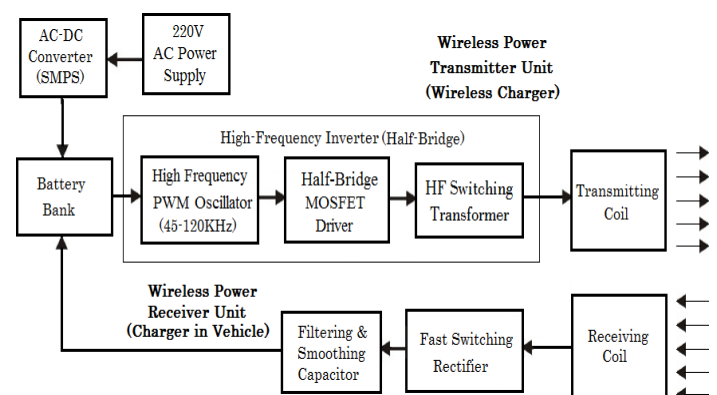 AC-DC
Converter
(SMPS)
220V
AC Power
Supply
Wireless Power
Transmitter Unit
(Wireless Charger)
High-Frequency Inverter (Half-Bridge)
Battery
Bank
High Frequency
PWM Oscillator
(45-120KHz)
Half-Bridge
MOSFET
Driver
HF Switching
Transformer
Transmitting
Coil
Wireless Power
Receiver Unit
(Charger in Vehicle)
Filtering &
Smoothing
Capacitor
Fast Switching
Rectifier
Receiving
Coil